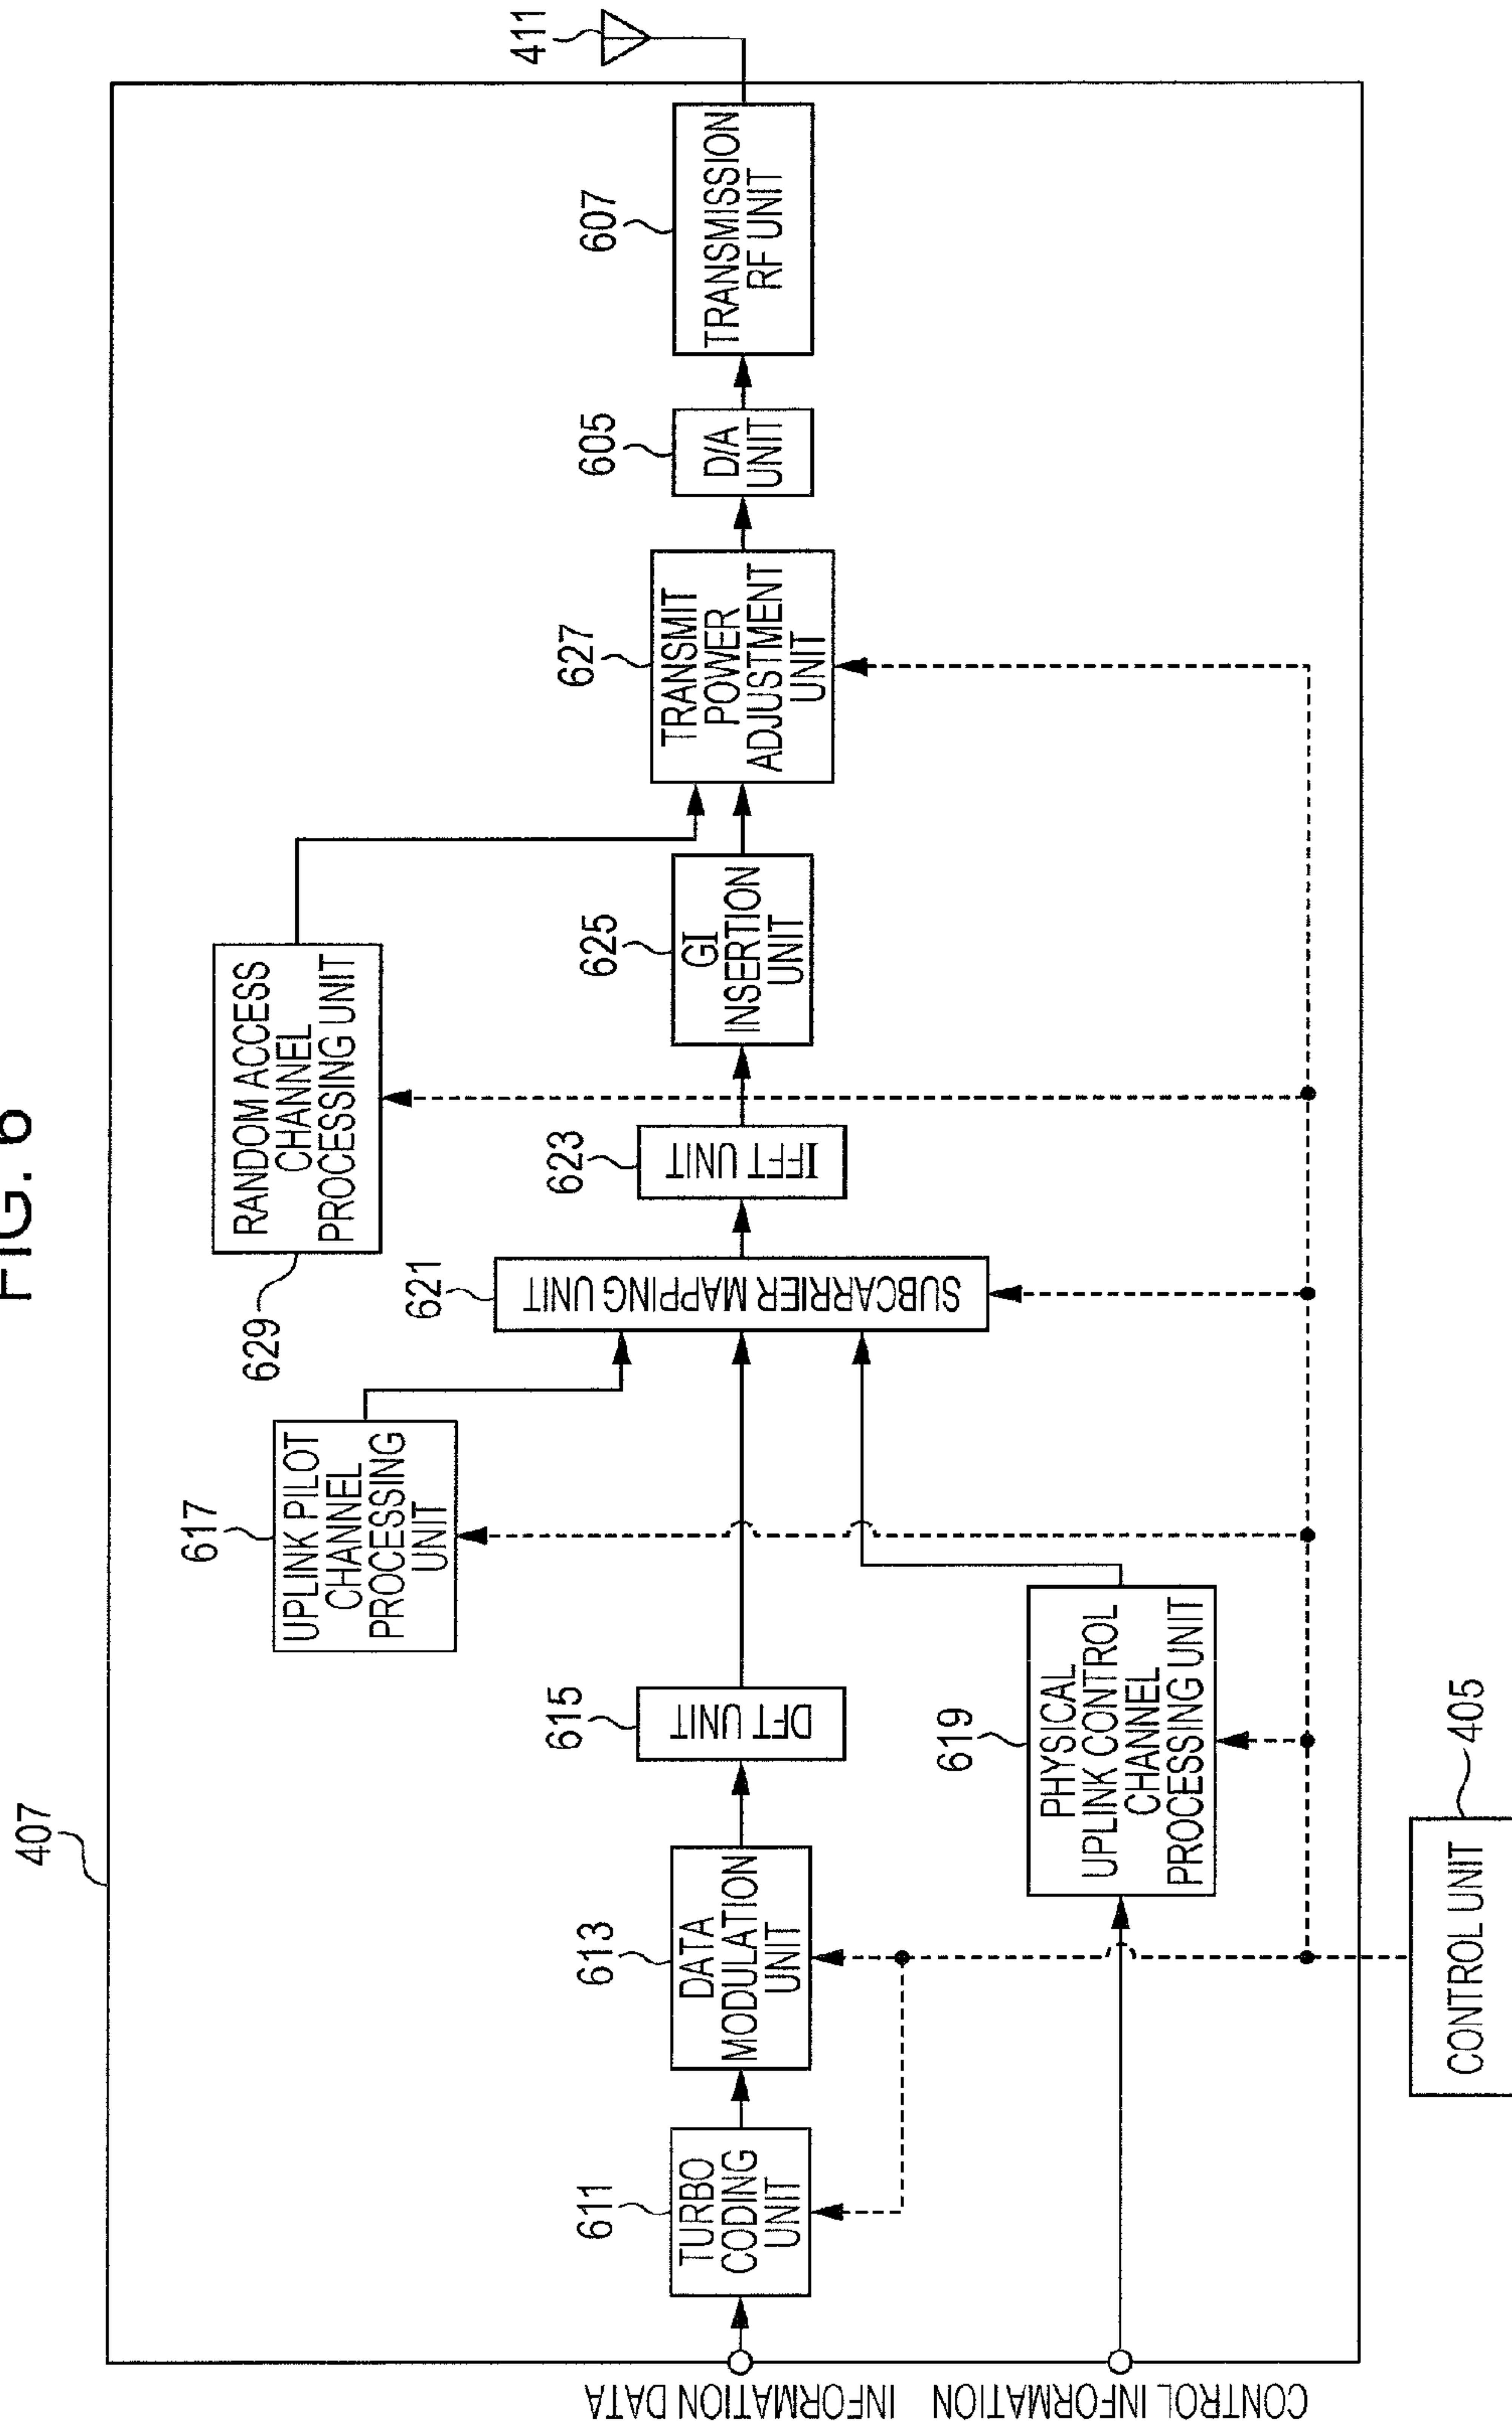 FIG. 6
407
INFORMATION DATA
CONTROL INFORMATION
611
TURBO
CODING
UNIT
613
DATA
MODULATION
UNIT
615
DFT UNIT
617
UPLINK PILOT
CHANNEL
PROCESSING
UNIT
619
PHYSICAL
UPLINK CONTROL
CHANNEL
PROCESSING UNIT
621
SUBCARRIER MAPPING UNIT
623
IFFT UNIT
629
RANDOM ACCESS
CHANNEL
PROCESSING UNIT
625
GI
INSERTION
UNIT
627
TRANSMIT
POWER
ADJUSTMENT
UNIT
605
D/A
UNIT
607
TRANSMISSION
RF UNIT
411
CONTROL UNIT
405